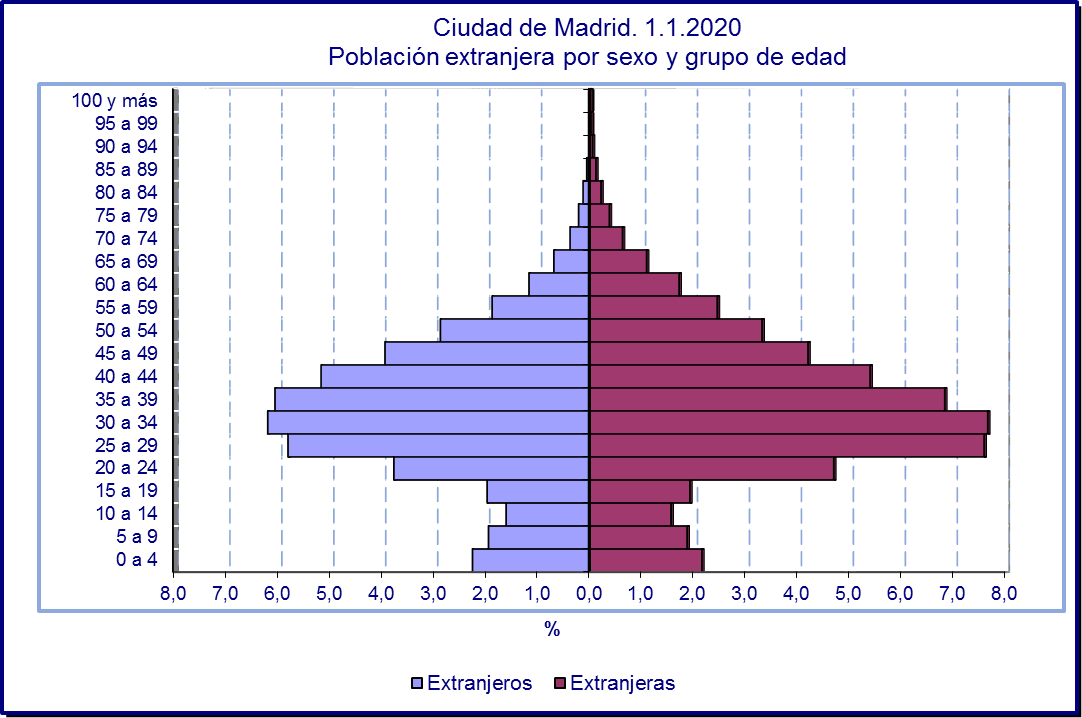 Ciudad de Madrid. 1.1.2020
Población extranjera por sexo y grupo de edad
100 y más
95 a 99
90 a 94
85 a 89
80 a 84
75 a 79
70 a 74
65 a 69
60 a 64
55 a 59
50 a 54
45 a 49
40 a 44
35 a 39
30 a 34
25 a 29
20 a 24
15 a 19
10 a 14
5 a 9
0 a 4
8,0 7,0 6,0 5,0 4,0 3,0 2,0 1,0 0,0 1,0 2,0 3,0 4,0 5,0 6,0 7,0 8,0
%
Extranjeros Extranjeras